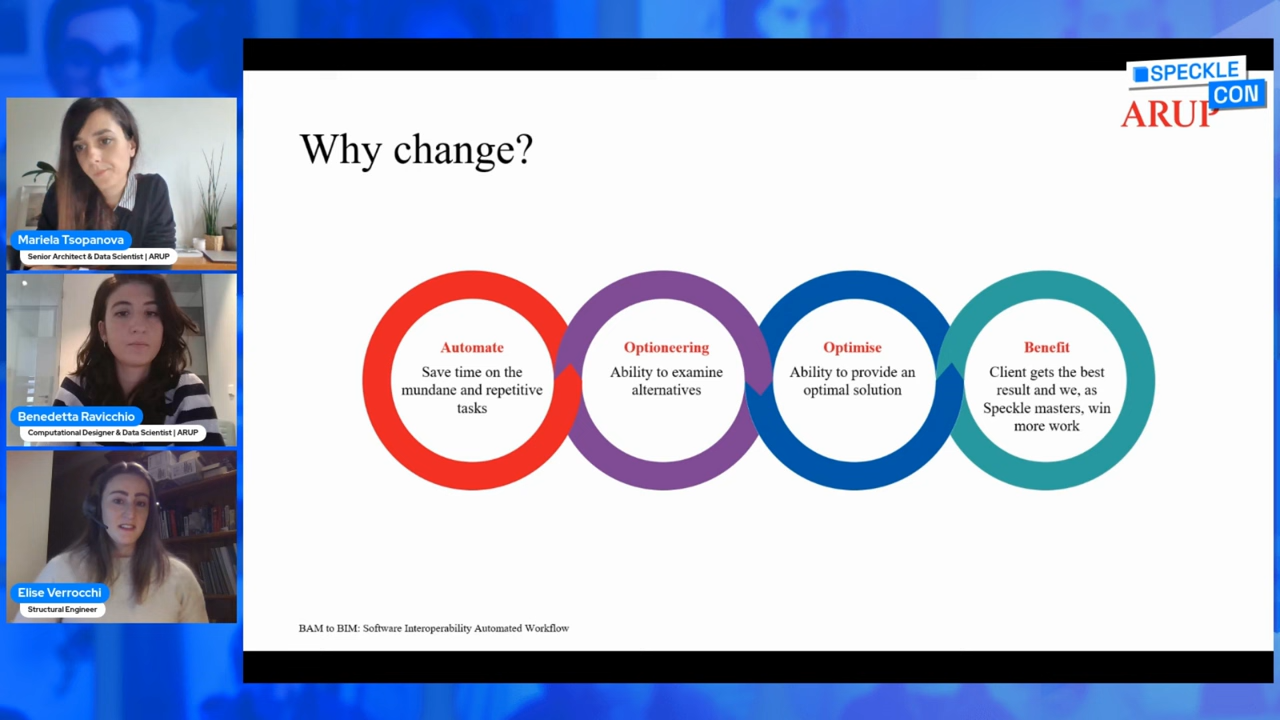 Mariela Tsopanova
Senior Architect & Data Scientist | ARUP
Benedetta Ravicchio
Computational Designer & Data Scientist | ARUP
Elise Verrocchi
Structural Engineer
SPECKLE
CON
ARUP
Why change?
Automate
Save time on the
mundane and repetitive
tasks
Optioneering
Ability to examine
alternatives
Optimise
Ability to provide an
optimal solution
Benefit
Client gets the best
result and we, as
Speckle masters, win
more work
BAM to BIM: Software Interoperability Automated Workflow